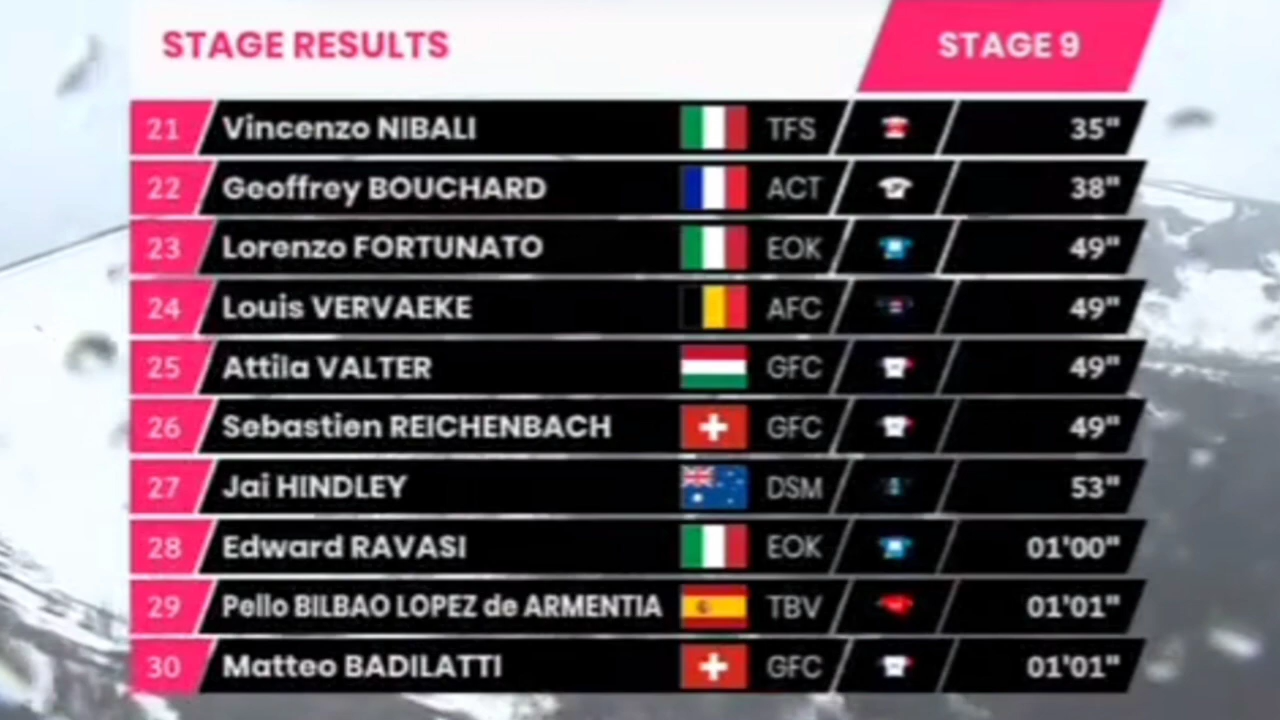 STAGE RESULTS STAGE 9
21 Vincenzo NIBALI TFS 35"
22 Geoffrey BOUCHARD ACT 38"
23 Lorenzo FORTUNATO EOK 49"
24 Louis VERVAEKE AFC 49"
25 Attila VALTER GFC 49"
26 Sebastien REICHENBACH GFC 49"
27 Jai HINDLEY DSM 53"
28 Edward RAVASI EOK 01'00"
29 Pello BILBAO LOPEZ de ARMENTIA TBV 01'01"
30 Matteo BADILATTI GFC 01'01"